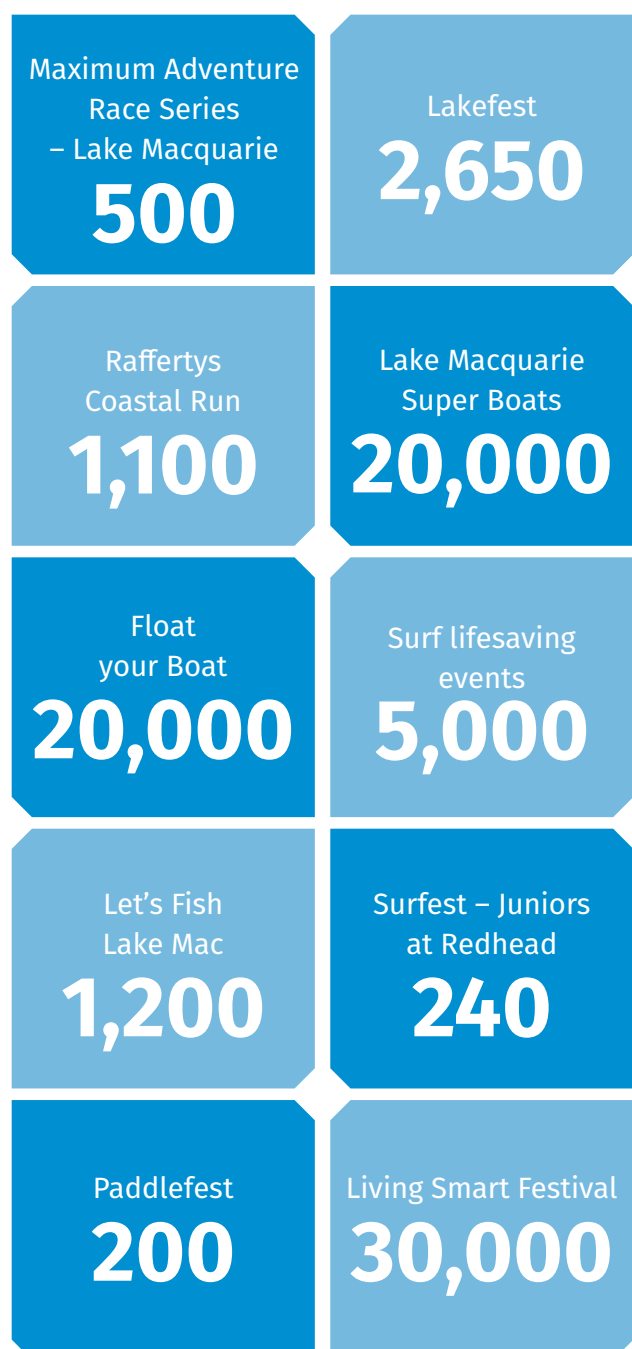 Maximum Adventure
Race Series
– Lake Macquarie
500
Lakefest
2,650
Raffertys
Coastal Run
1,100
Lake Macquarie
Super Boats
20,000
Float
your Boat
20,000
Surf lifesaving
events
5,000
Let’s Fish
Lake Mac
1,200
Surfest – Juniors
at Redhead
240
Paddlefest
200
Living Smart Festival
30,000